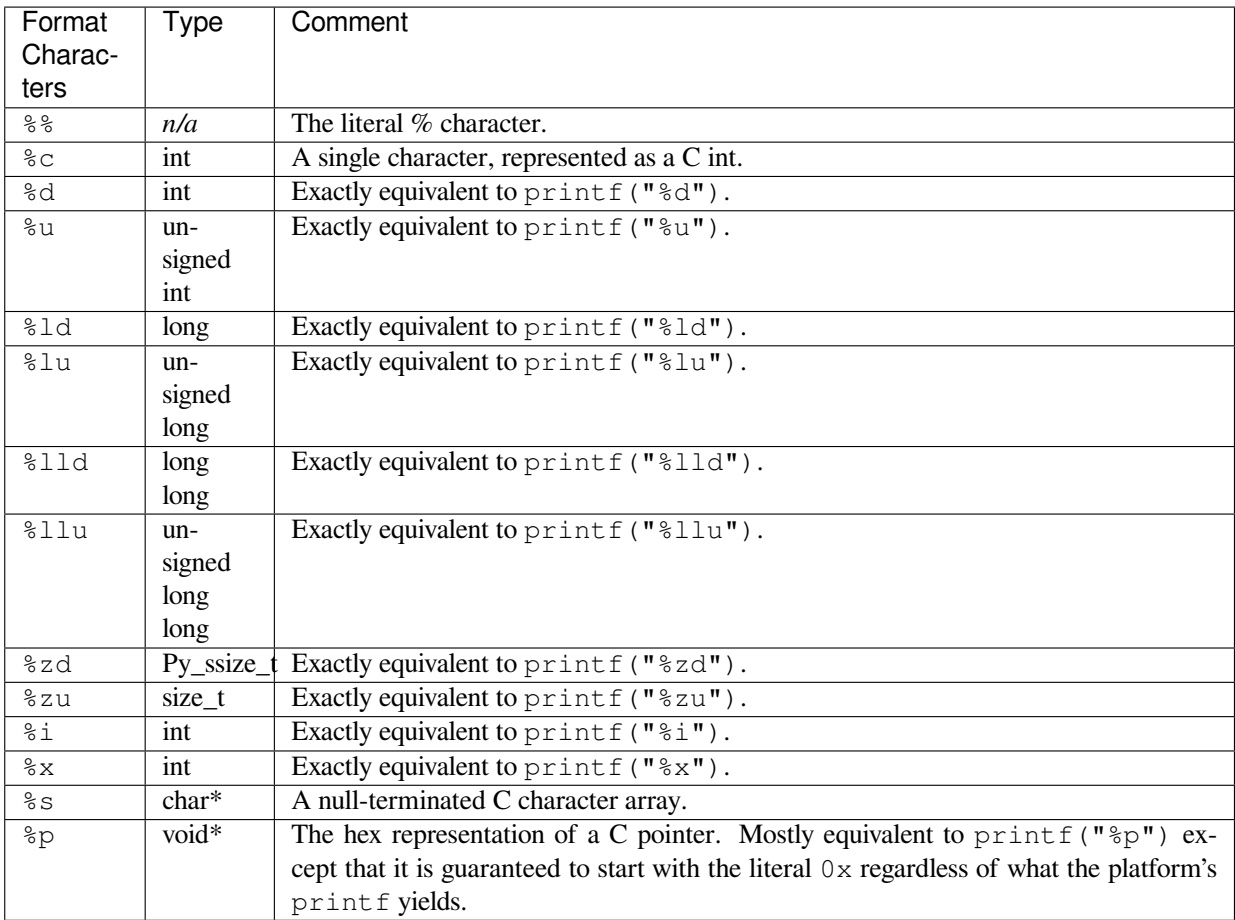 Format Type Comment
Charac-
ters
%% n/a The literal % character.
%c int A single character, represented as a C int.
%d int Exactly equivalent to printf("%d").
%u un- Exactly equivalent to printf("%u").
signed
int
%ld long Exactly equivalent to printf("%ld").
%lu un- Exactly equivalent to printf("%lu").
signed
long
%lld long Exactly equivalent to printf("%lld").
long
%llu un- Exactly equivalent to printf("%llu").
signed
long
long
%zd Py_ssize_t Exactly equivalent to printf("%zd").
%zu size_t Exactly equivalent to printf("%zu").
%i int Exactly equivalent to printf("%i").
%x int Exactly equivalent to printf("%x").
%s char* A null-terminated C character array.
%p void* The hex representation of a C pointer. Mostly equivalent to printf("%p") ex-
cept that it is guaranteed to start with the literal 0x regardless of what the platform's
printf yields.